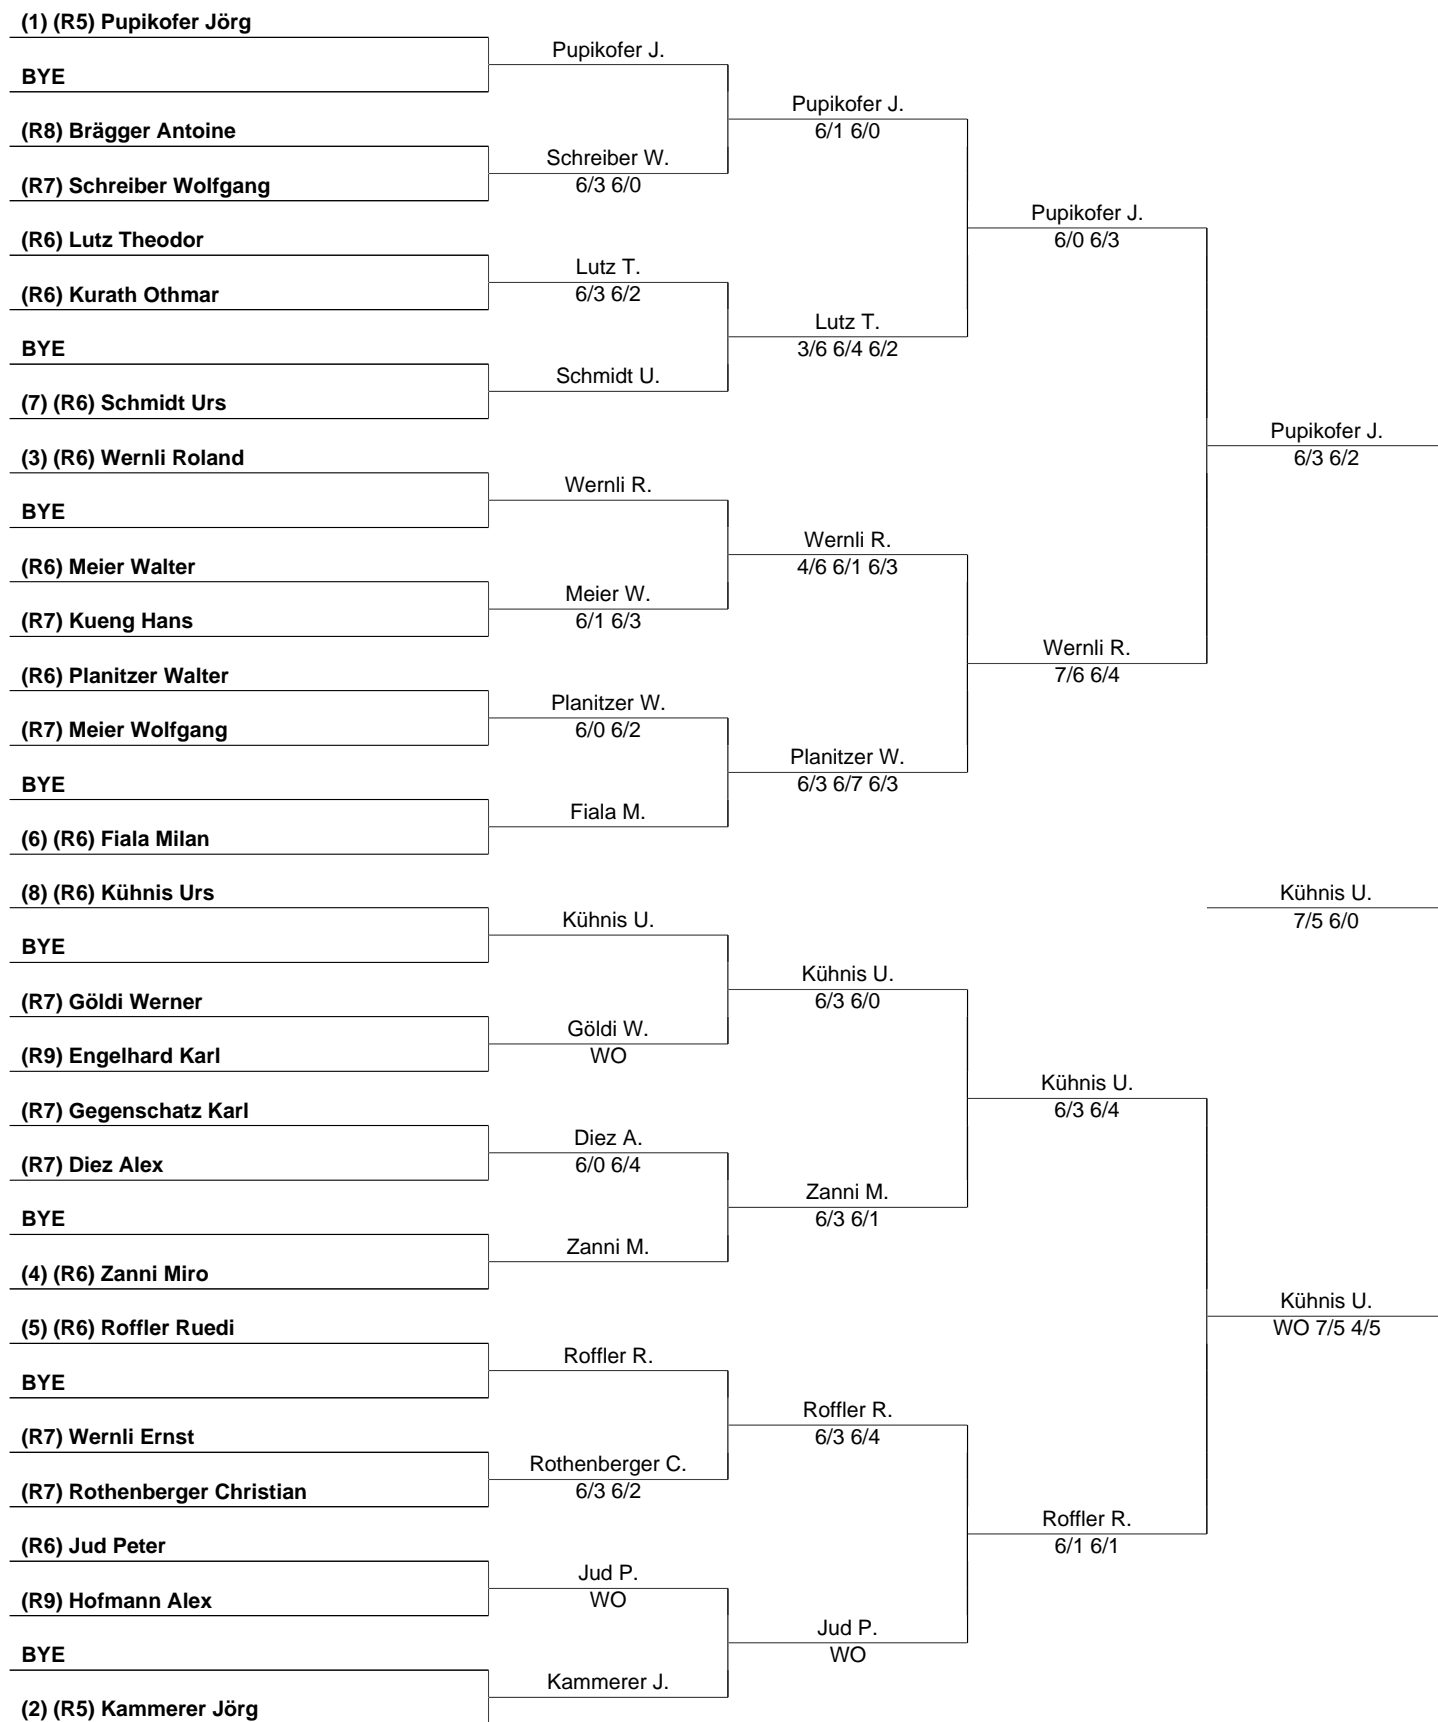 (1) (R5) Pupikofer Jörg
BYE
(R8) Brägger Antoine
(R7) Schreiber Wolfgang
(R6) Lutz Theodor
(R6) Kurath Othmar
BYE
(7) (R6) Schmidt Urs
(3) (R6) Wernli Roland
BYE
(R6) Meier Walter
(R7) Kueng Hans
(R6) Planitzer Walter
(R7) Meier Wolfgang
BYE
(6) (R6) Fiala Milan
(8) (R6) Kühnis Urs
BYE
(R7) Göldi Werner
(R9) Engelhard Karl
(R7) Gegenschatz Karl
(R7) Diez Alex
BYE
(4) (R6) Zanni Miro
(5) (R6) Roffler Ruedi
BYE
(R7) Wernli Ernst
(R7) Rothenberger Christian
(R6) Jud Peter
(R9) Hofmann Alex
BYE
(2) (R5) Kammerer Jörg
Pupikofer J.
Schreiber W.
6/3 6/0
Lutz T.
6/3 6/2
Schmidt U.
Wernli R.
Meier W.
6/1 6/3
Planitzer W.
6/0 6/2
Fiala M.
Kühnis U.
Göldi W.
WO
Diez A.
6/0 6/4
Zanni M.
Roffler R.
Rothenberger C.
6/3 6/2
Jud P.
WO
Kammerer J.
Pupikofer J.
6/1 6/0
Lutz T.
3/6 6/4 6/2
Wernli R.
4/6 6/1 6/3
Planitzer W.
6/3 6/7 6/3
Kühnis U.
6/3 6/0
Zanni M.
6/3 6/1
Roffler R.
6/3 6/4
Jud P.
WO
Pupikofer J.
6/0 6/3
Wernli R.
7/6 6/4
Kühnis U.
6/3 6/4
Roffler R.
6/1 6/1
Pupikofer J.
6/3 6/2
Kühnis U.
7/5 6/0
Kühnis U.
WO 7/5 4/5